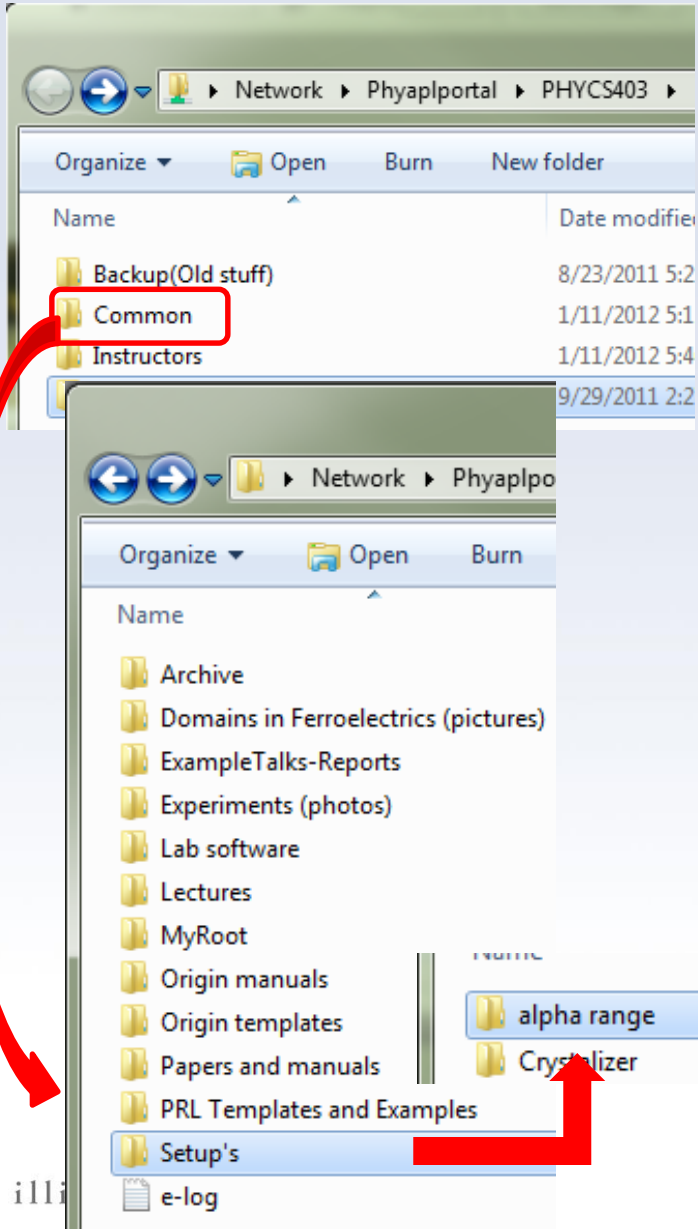 Network ▸ Phyaplportal ▸ PHYCS403 ▸
Organize ▾ Open Burn New folder
Name Date modified
Backup(Old stuff) 8/23/2011 5:2
Common 1/11/2012 5:1
Instructors 1/11/2012 5:4
9/29/2011 2:2
Network ▸ Phyaplpo
Organize ▾ Open Burn
Name
Archive
Domains in Ferroelectrics (pictures)
ExampleTalks-Reports
Experiments (photos)
Lab software
Lectures
MyRoot
Origin manuals
Origin templates
Papers and manuals
PRL Templates and Examples
Setup's
e-log
Name
alpha range
Crystalizer
illi